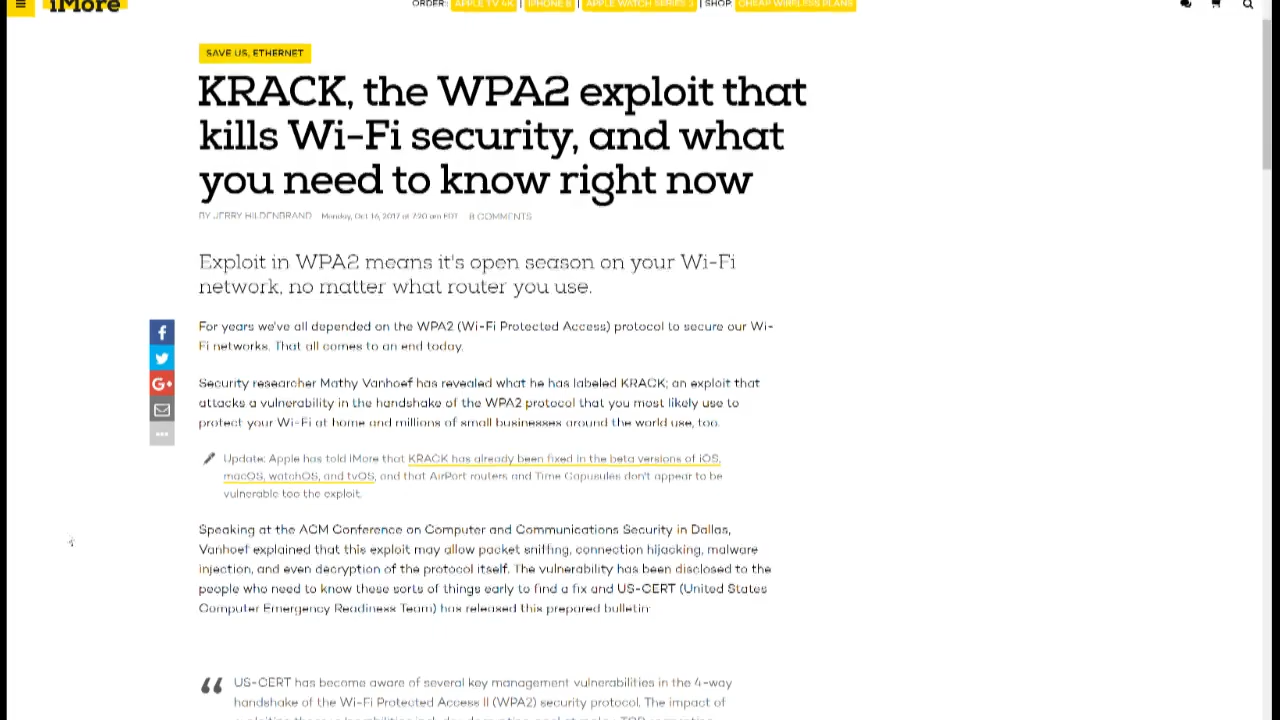 iMore
ORDER: APPLE TV 4K | IPHONE 8 | APPLE WATCH SERIES 3 | SHOP: CHEAP WIRELESS PLANS
SAVE US, ETHERNET
KRACK, the WPA2 exploit that
kills Wi-Fi security, and what
you need to know right now
BY JERRY HILDENBRAND Monday, Oct 16, 2017 at 7:20 am EDT 8 COMMENTS
Exploit in WPA2 means it's open season on your Wi-Fi
network, no matter what router you use.
For years we've all depended on the WPA2 (Wi-Fi Protected Access) protocol to secure our Wi-
Fi networks. That all comes to an end today.
Security researcher Mathy Vanhoef has revealed what he has labeled KRACK; an exploit that
attacks a vulnerability in the handshake of the WPA2 protocol that you most likely use to
protect your Wi-Fi at home and millions of small businesses around the world use, too.
Update: Apple has told iMore that KRACK has already been fixed in the beta versions of iOS,
macOS, watchOS, and tvOS, and that AirPort routers and Time Capusules don't appear to be
vulnerable too the exploit.
Speaking at the ACM Conference on Computer and Communications Security in Dallas,
Vanhoef explained that this exploit may allow packet sniffing, connection hijacking, malware
injection, and even decryption of the protocol itself. The vulnerability has been disclosed to the
people who need to know these sorts of things early to find a fix and US-CERT (United States
Computer Emergency Readiness Team) has released this prepared bulletin:
US-CERT has become aware of several key management vulnerabilities in the 4-way
handshake of the Wi-Fi Protected Access II (WPA2) security protocol. The impact of